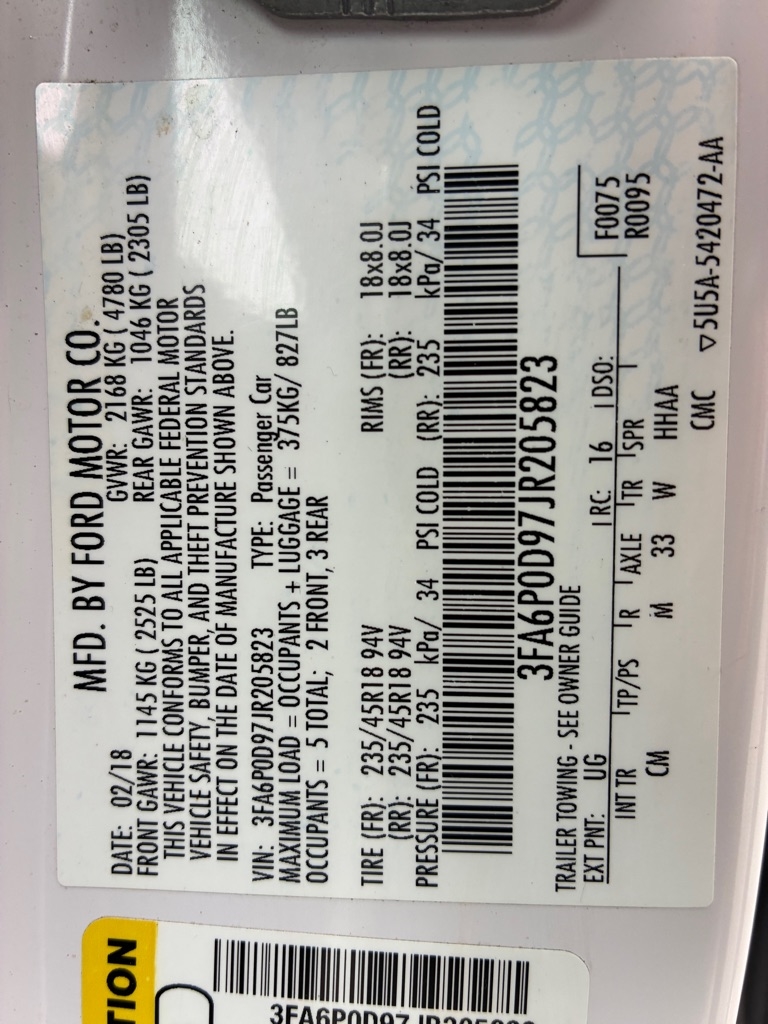 MFD. BY FORD MOTOR CO.
DATE: 02/18 GVWR: 2168 KG ( 4780 LB)
FRONT GAWR: 1145 KG ( 2525 LB) REAR GAWR: 1046 KG ( 2305 LB)
THIS VEHICLE CONFORMS TO ALL APPLICABLE FEDERAL MOTOR
VEHICLE SAFETY, BUMPER, AND THEFT PREVENTION STANDARDS
IN EFFECT ON THE DATE OF MANUFACTURE SHOWN ABOVE.
VIN: 3FA6P0D97JR205823 TYPE: Passenger Car
MAXIMUM LOAD = OCCUPANTS + LUGGAGE = 375KG/ 827LB
OCCUPANTS = 5 TOTAL; 2 FRONT, 3 REAR
TIRE (FR): 235/45R18 94V RIMS (FR): 18x8.0J
(RR): 235/45R18 94V (RR): 18x8.0J
PRESSURE (FR): 235 kPa/ 34 PSI COLD (RR): 235 kPa/ 34 PSI COLD
3FA6P0D97JR205823
TRAILER TOWING - SEE OWNER GUIDE
F0075
R0095
EXT PNT: UG RC: 16 DSO:
INT TR TP/PS R AXLE TR SPR
CM M 33 W HHAA
CMC ▽5U5A-5420472-AA
TION